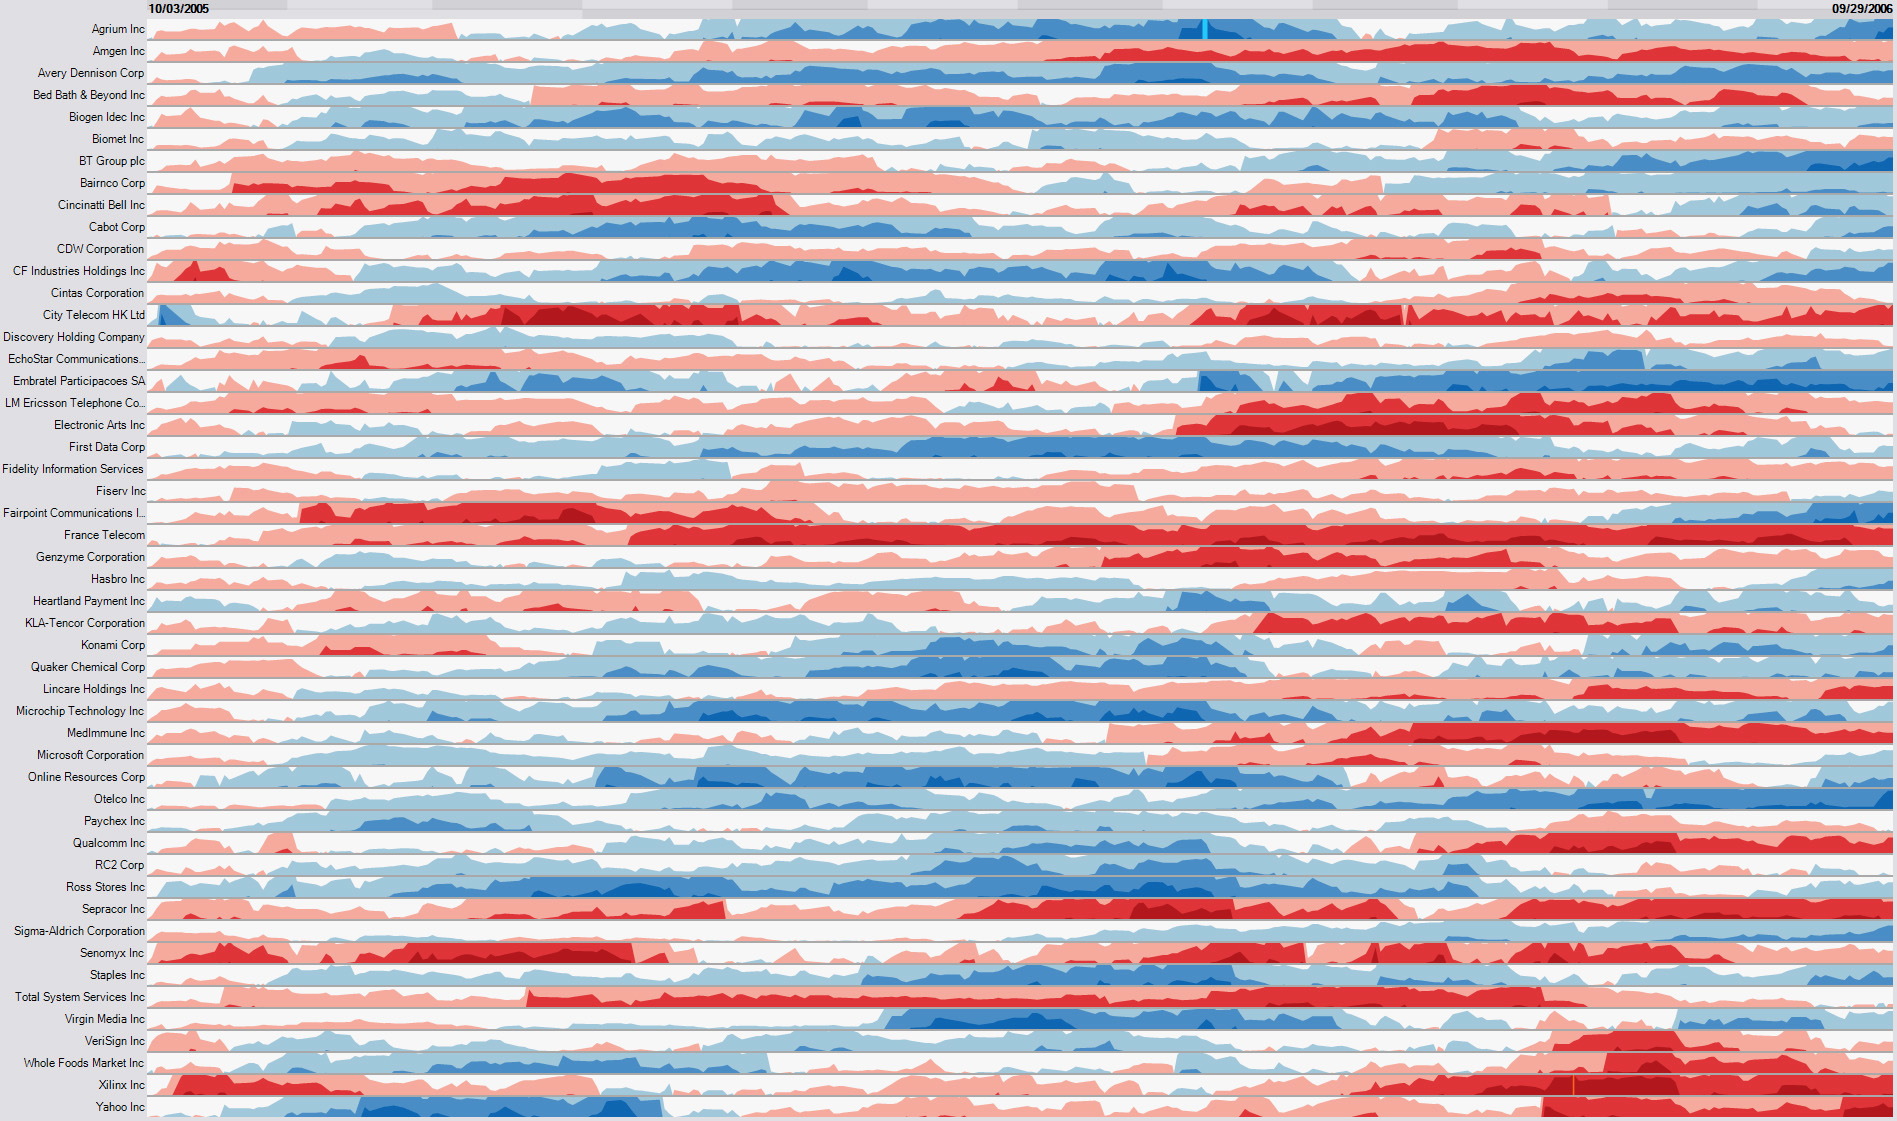 10/03/2005 09/29/2006
Agrium Inc
Amgen Inc
Avery Dennison Corp
Bed Bath & Beyond Inc
Biogen Idec Inc
Biomet Inc
BT Group plc
Bairnco Corp
Cincinatti Bell Inc
Cabot Corp
CDW Corporation
CF Industries Holdings Inc
Cintas Corporation
City Telecom HK Ltd
Discovery Holding Company
EchoStar Communications...
Embratel Participacoes SA
LM Ericsson Telephone Co...
Electronic Arts Inc
First Data Corp
Fidelity Information Services
Fiserv Inc
Fairpoint Communications I...
France Telecom
Genzyme Corporation
Hasbro Inc
Heartland Payment Inc
KLA-Tencor Corporation
Konami Corp
Quaker Chemical Corp
Lincare Holdings Inc
Microchip Technology Inc
MedImmune Inc
Microsoft Corporation
Online Resources Corp
Otelco Inc
Paychex Inc
Qualcomm Inc
RC2 Corp
Ross Stores Inc
Sepracor Inc
Sigma-Aldrich Corporation
Senomyx Inc
Staples Inc
Total System Services Inc
Virgin Media Inc
VeriSign Inc
Whole Foods Market Inc
Xilinx Inc
Yahoo Inc